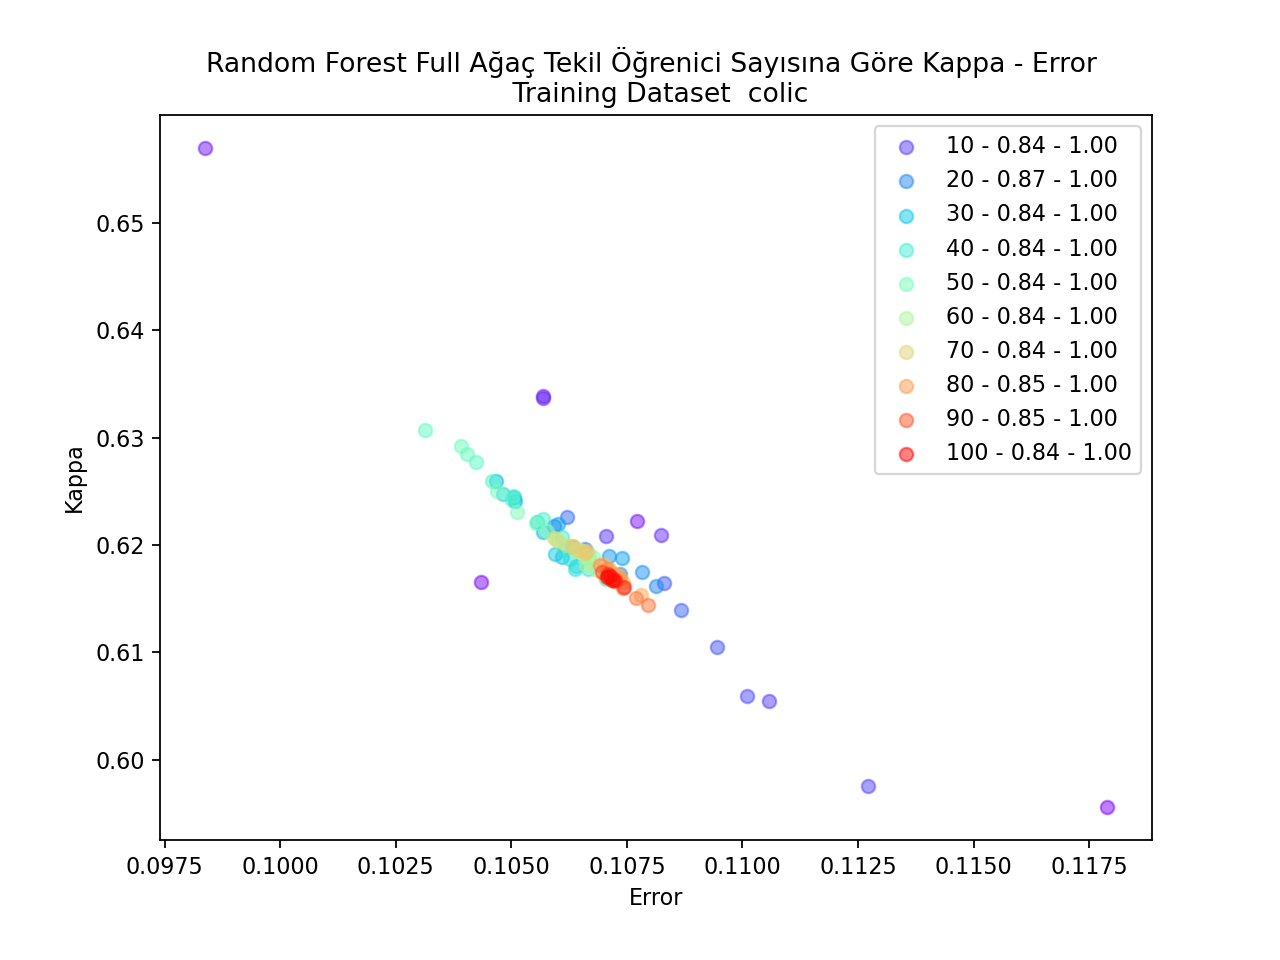 Random Forest Full Ağaç Tekil Öğrenici Sayısına Göre Kappa - Error
Training Dataset  colic
10 - 0.84 - 1.00
20 - 0.87 - 1.00
30 - 0.84 - 1.00
40 - 0.84 - 1.00
50 - 0.84 - 1.00
60 - 0.84 - 1.00
70 - 0.84 - 1.00
80 - 0.85 - 1.00
90 - 0.85 - 1.00
100 - 0.84 - 1.00
Kappa
0.65
0.64
0.63
0.62
0.61
0.60
0.0975 0.1000 0.1025 0.1050 0.1075 0.1100 0.1125 0.1150 0.1175
Error